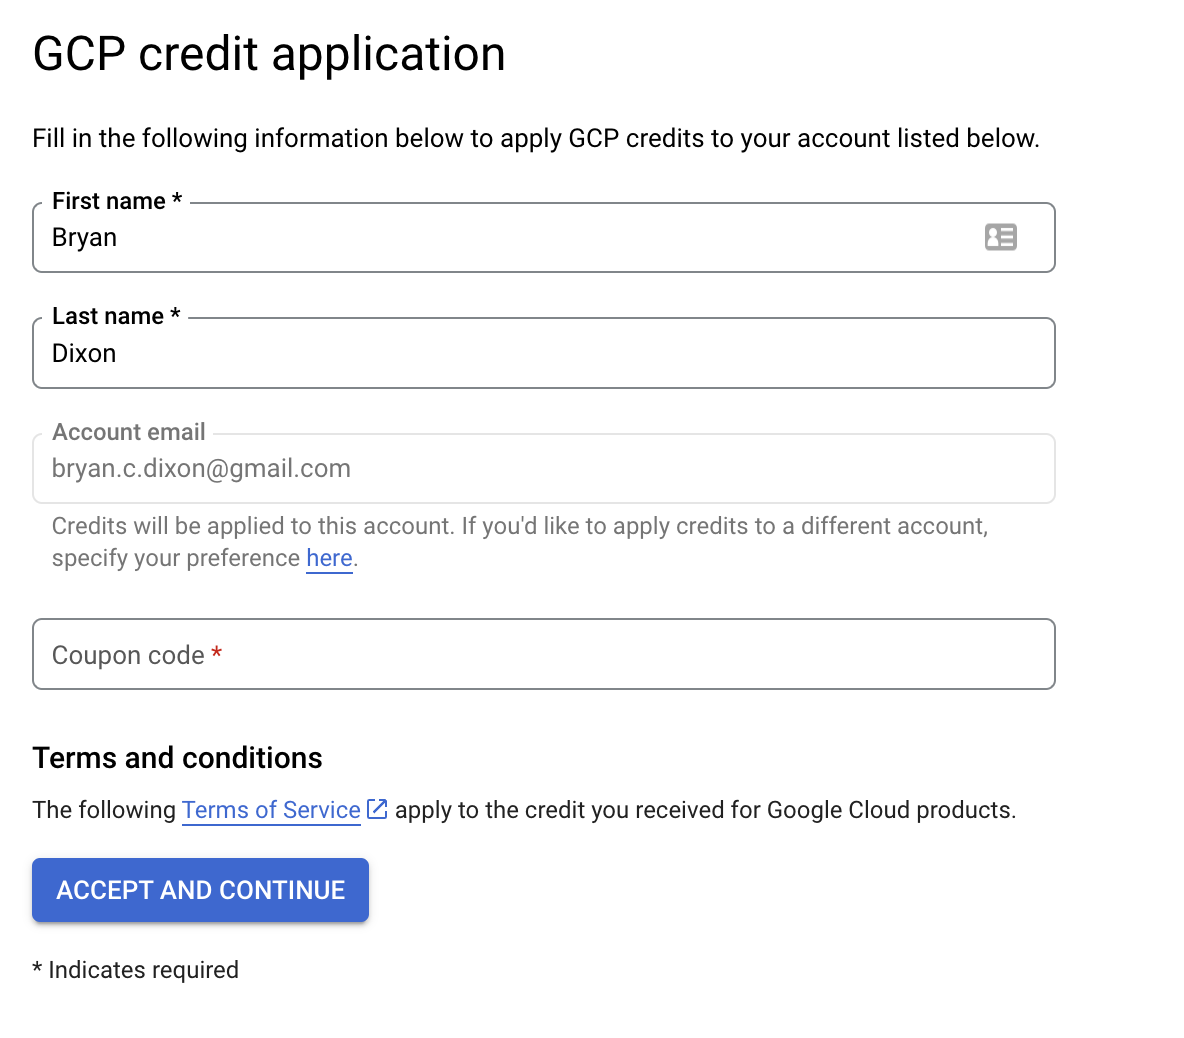 GCP credit application
Fill in the following information below to apply GCP credits to your account listed below.
First name *
Bryan
Last name *
Dixon
Account email
bryan.c.dixon@gmail.com
Credits will be applied to this account. If you'd like to apply credits to a different account,
specify your preference here.
Coupon code *
Terms and conditions
The following Terms of Service apply to the credit you received for Google Cloud products.
ACCEPT AND CONTINUE
* Indicates required